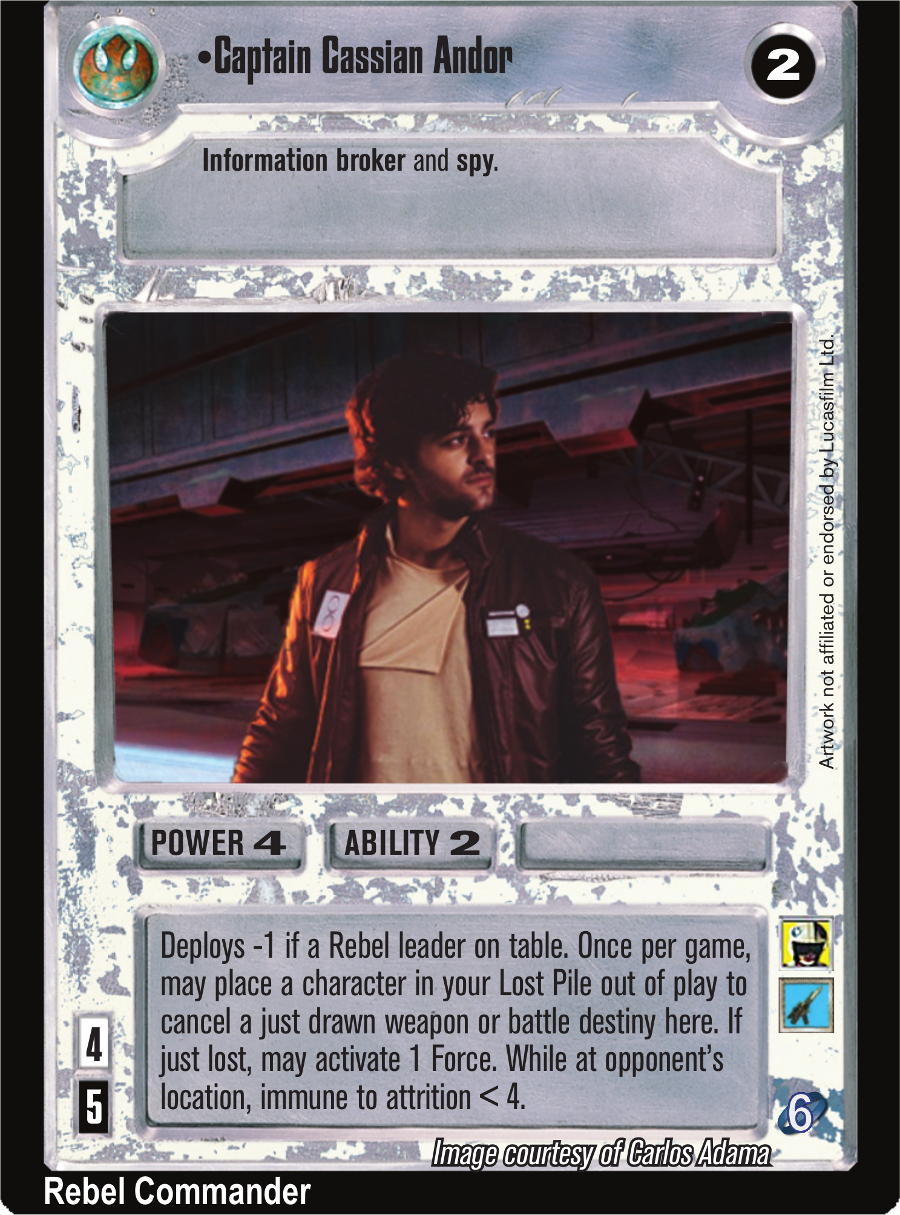 •Captain Cassian Andor
2
Information broker and spy.
Artwork not affiliated or endorsed by Lucasfilm Ltd.
POWER 4
ABILITY 2
Deploys -1 if a Rebel leader on table. Once per game,
may place a character in your Lost Pile out of play to
cancel a just drawn weapon or battle destiny here. If
just lost, may activate 1 Force. While at opponent's
location, immune to attrition < 4.
4
5
6
Image courtesy of Carlos Adama
Rebel Commander